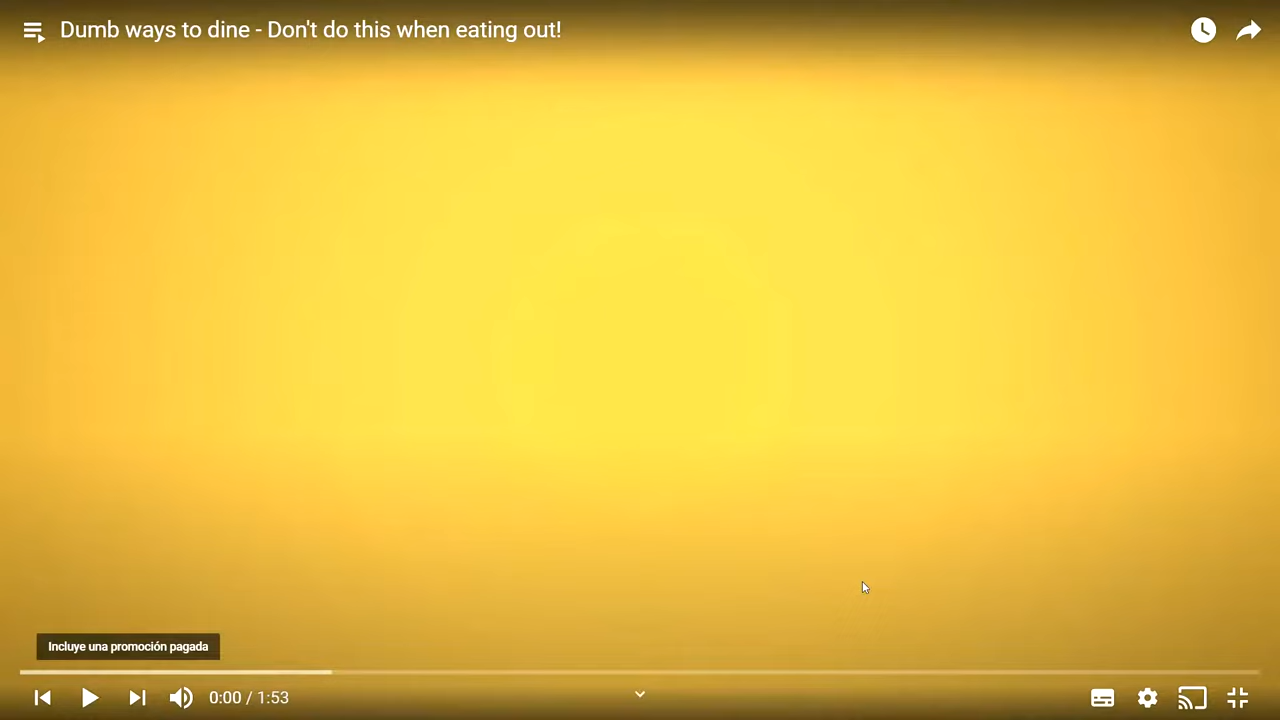 Dumb ways to dine - Don't do this when eating out!
Incluye una promoción pagada
0:00 / 1:53